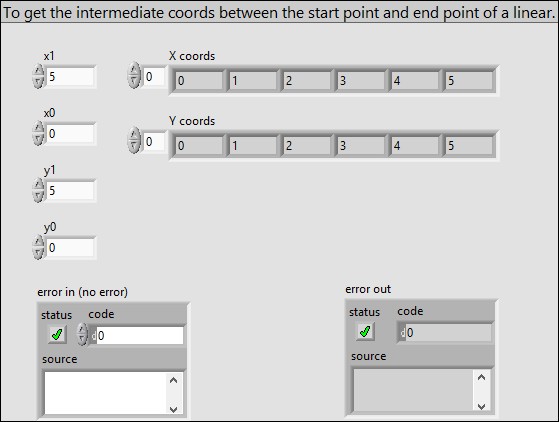 To get the intermediate coords between the start point and end point of a linear.
x1
X coords
5
0
0 1 2 3 4 5
x0
0
Y coords
0
0 1 2 3 4 5
y1
5
y0
0
error in (no error)
status code
d0
source
error out
status code
d0
source